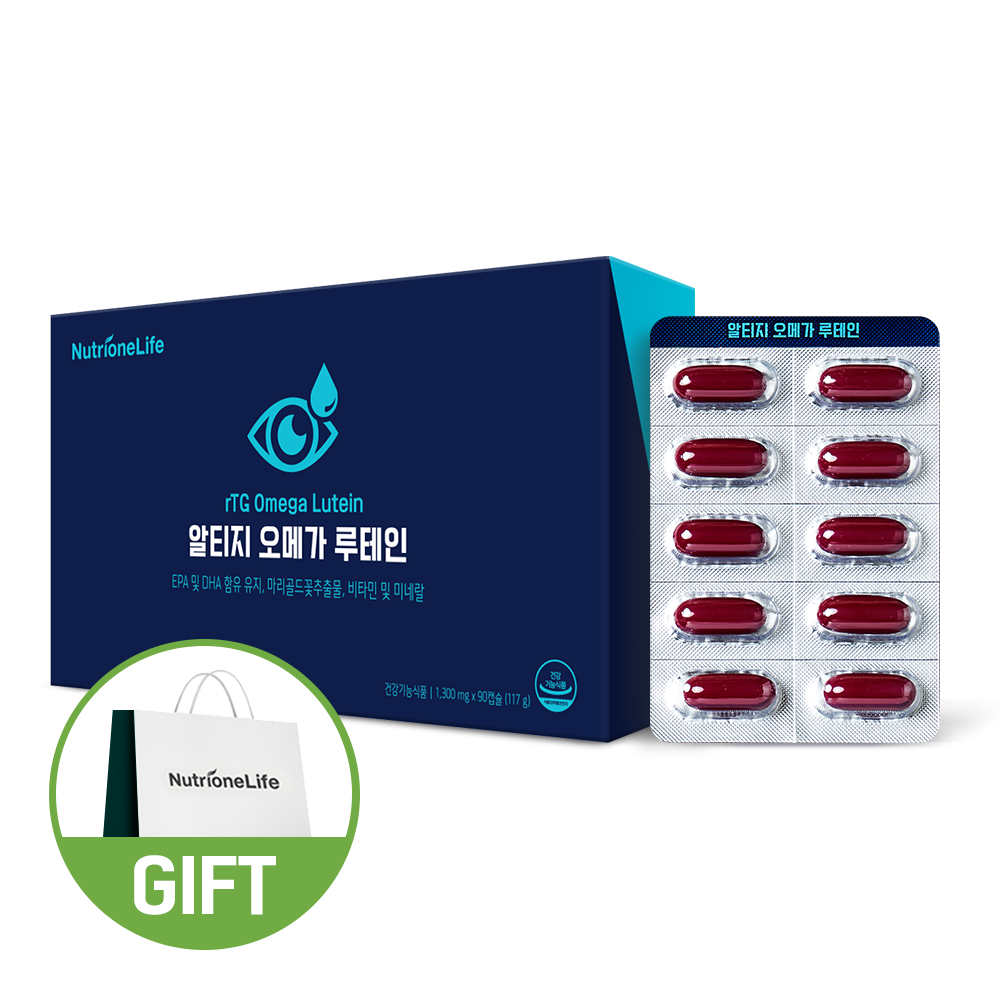 NutrioneLife
rTG Omega Lutein
알티지 오메가 루테인
EPA 및 DHA 함유 유지, 마리골드꽃추출물, 비타민 및 미네랄
건강기능식품 | 1,300 mg x 90캡슐 (117 g)
건강
기능식품
알티지 오메가 루테인
NutrioneLife
GIFT